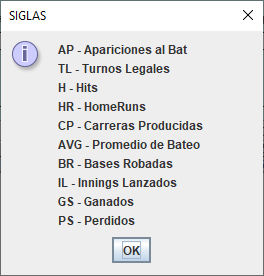 SIGLAS
AP - Apariciones al Bat
TL - Turnos Legales
H - Hits
HR - HomeRuns
CP - Carreras Producidas
AVG - Promedio de Bateo
BR - Bases Robadas
IL - Innings Lanzados
GS - Ganados
PS - Perdidos
OK